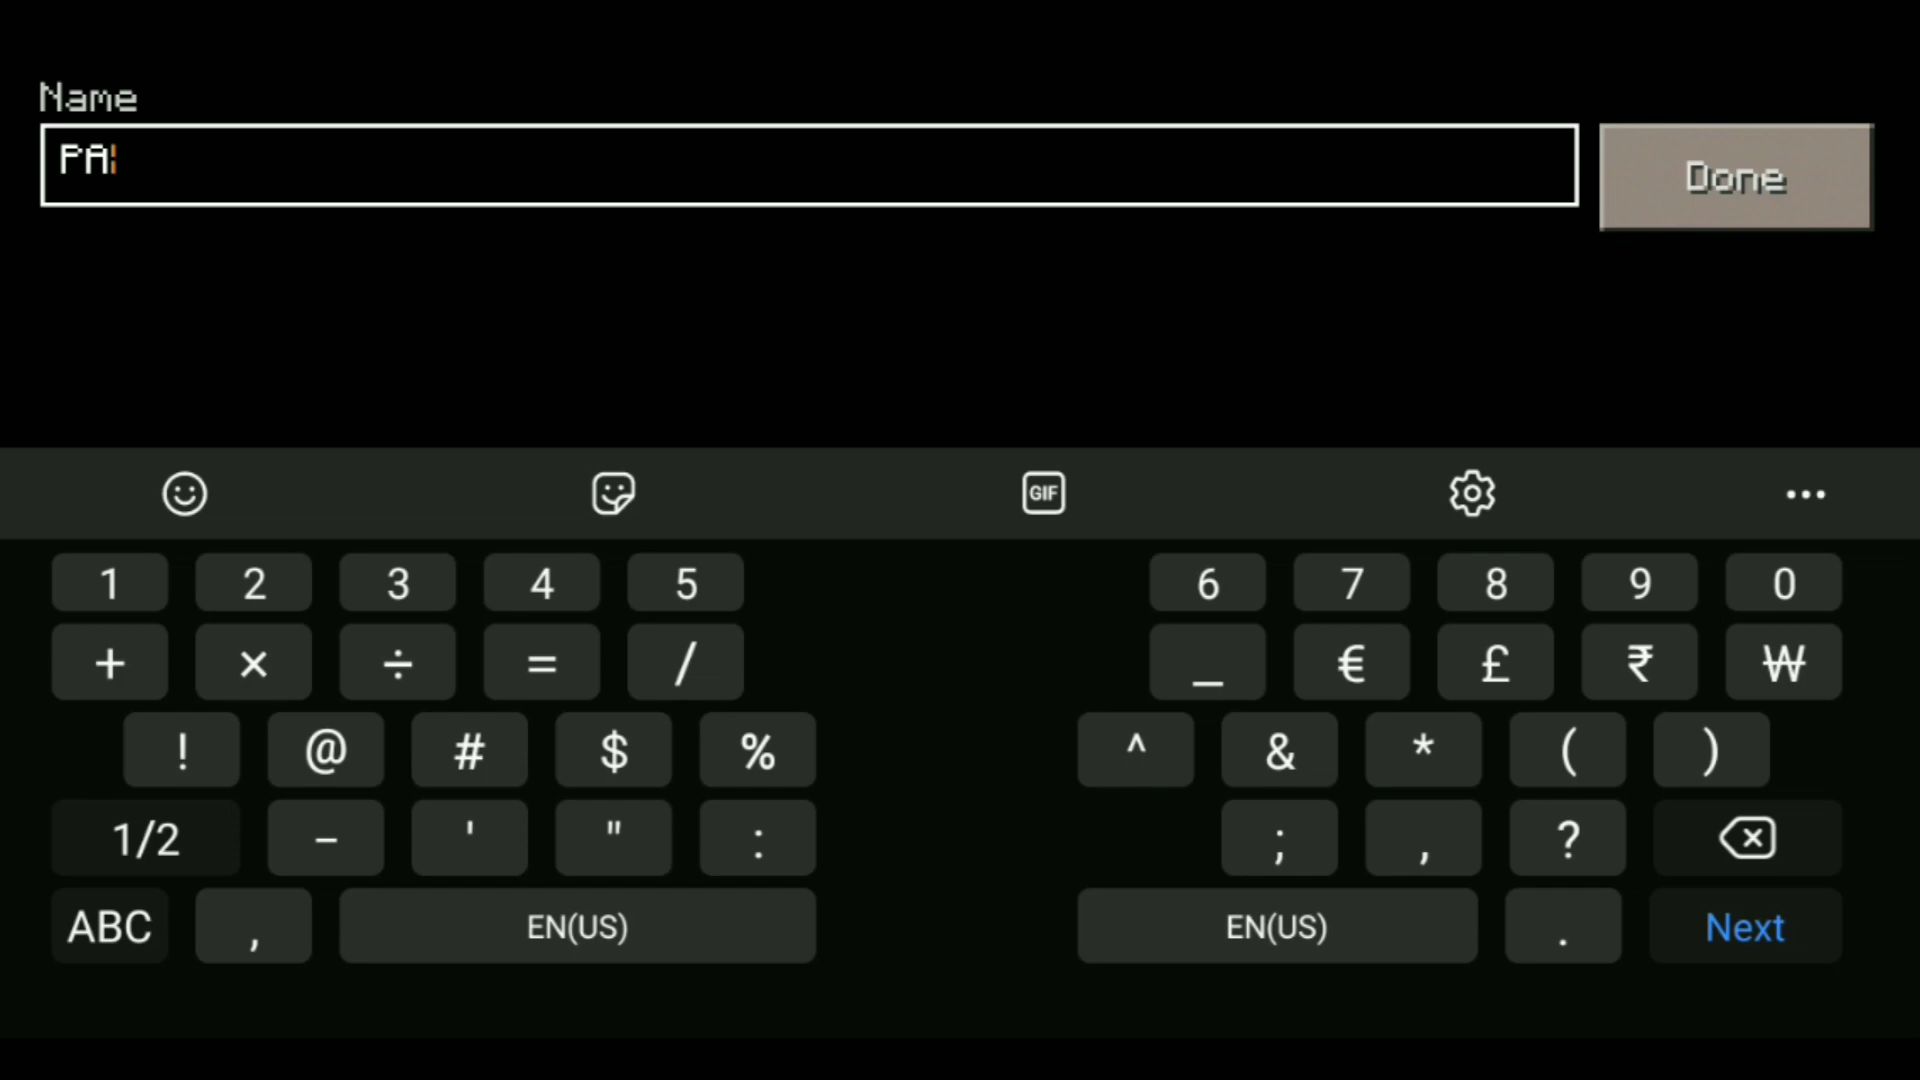 Name
PA
Done
GIF
1 2 3 4 5 6 7 8 9 0
+ × ÷ = / _ € £ ₹ ₩
! @ # $ % ^ & * ( )
1/2 - ' " : ; , ?
ABC , EN(US) EN(US) . Next